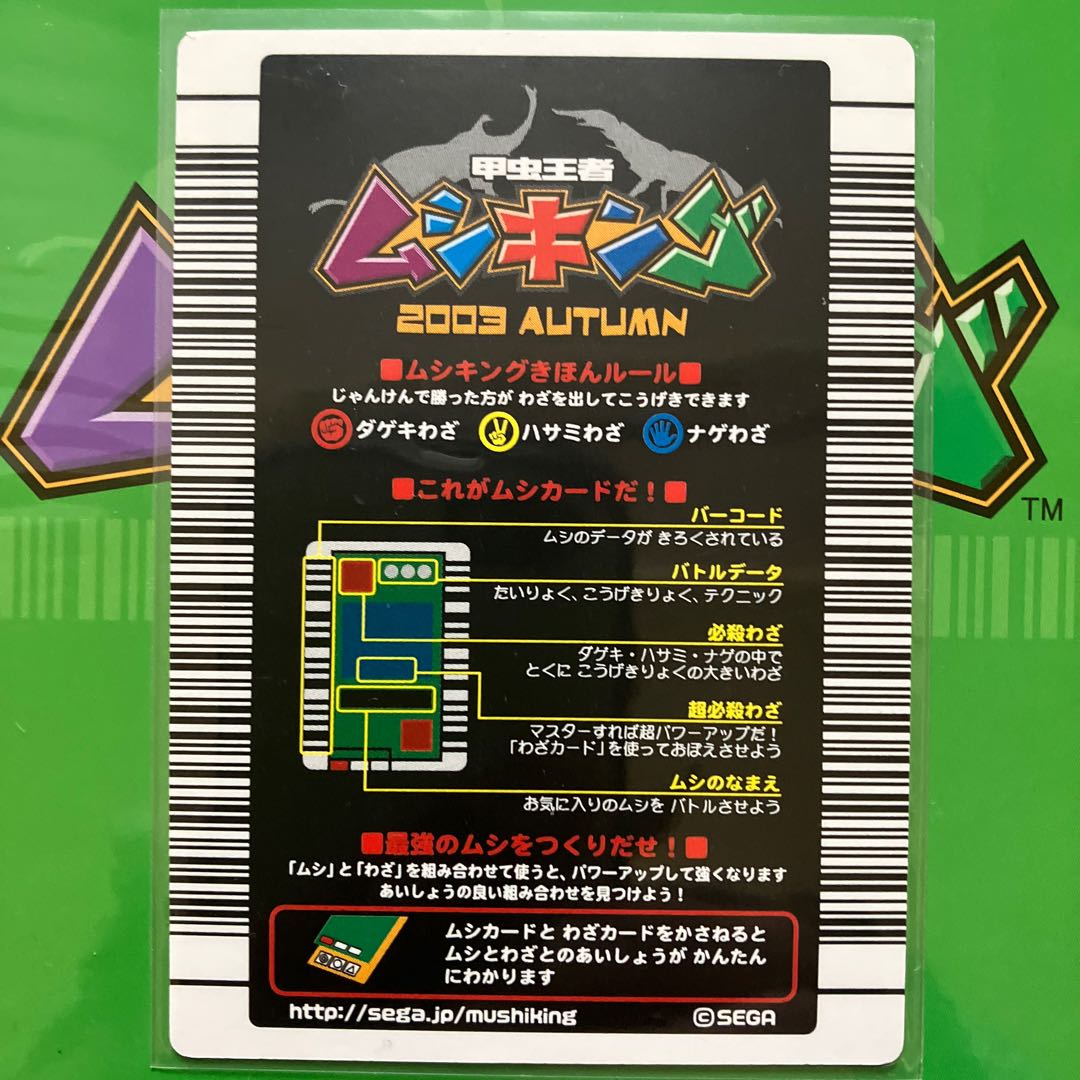 甲虫王者
ムシキング
2003 AUTUMN
■ムシキングきほんルール■
じゃんけんで勝った方が わざを出してこうげきできます
ダゲキわざ ハサミわざ ナゲわざ
■これがムシカードだ！■
バーコード
ムシのデータが きろくされている
バトルデータ
たいりょく、こうげきりょく、テクニック
必殺わざ
ダゲキ・ハサミ・ナゲの中で
とくに こうげきりょくの大きいわざ
超必殺わざ
マスターすれば超パワーアップだ！
「わざカード」を使っておぼえさせよう
ムシのなまえ
お気に入りのムシを バトルさせよう
■最強のムシをつくりだせ！■
「ムシ」と「わざ」を組み合わせて使うと、パワーアップして強くなります
あいしょうの良い組み合わせを見つけよう！
ムシカードと わざカードをかさねると
ムシとわざとのあいしょうが かんたん
にわかります
http://sega.jp/mushiking
©SEGA
ム
グ
TM